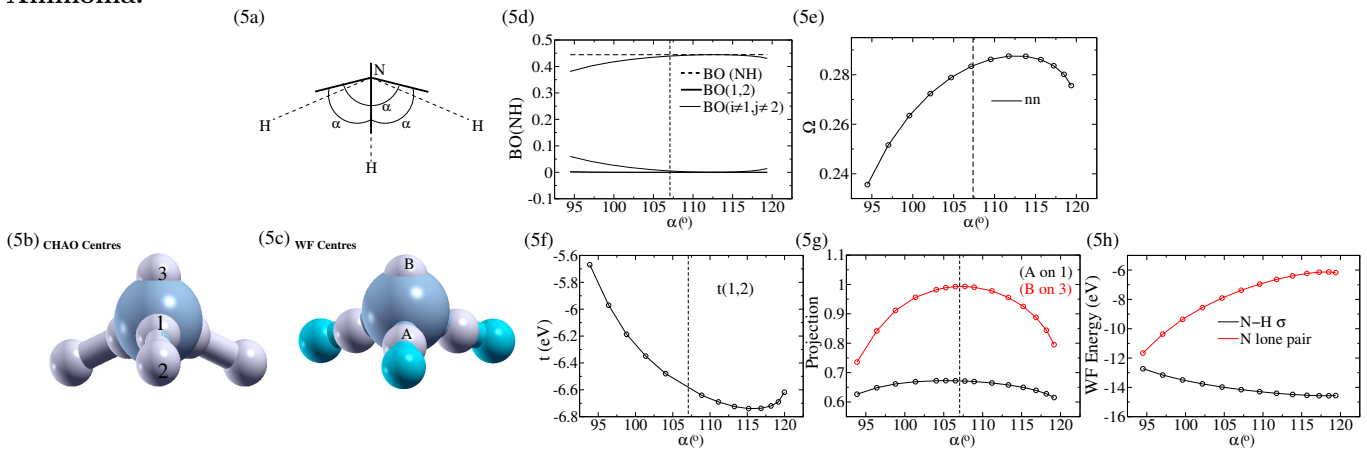 Ammonia.
(5a)
N
α
α
α
H
H
H
(5d)
BO(NH)
0.5
0.4
0.3
0.2
0.1
0
-0.1
BO (NH)
BO(1,2)
BO(i≠1,j≠2)
95 100 105 110 115 120
α(º)
(5e)
Ω
0.28
0.26
0.24
nn
95 100 105 110 115 120
α(º)
(5b) CHAO Centres
3
1
2
(5c) WF Centres
B
A
(5f)
t (eV)
-5.6
-5.8
-6
-6.2
-6.4
-6.6
-6.8
t(1,2)
95 100 105 110 115 120
α(º)
(5g)
Projection
1.1
1
0.9
0.8
0.7
0.6
(A on 1)
(B on 3)
95 100 105 110 115 120
α(º)
(5h)
WF Energy (eV)
-6
-8
-10
-12
-14
-16
N−H σ
N lone pair
95 100 105 110 115 120
α(º)